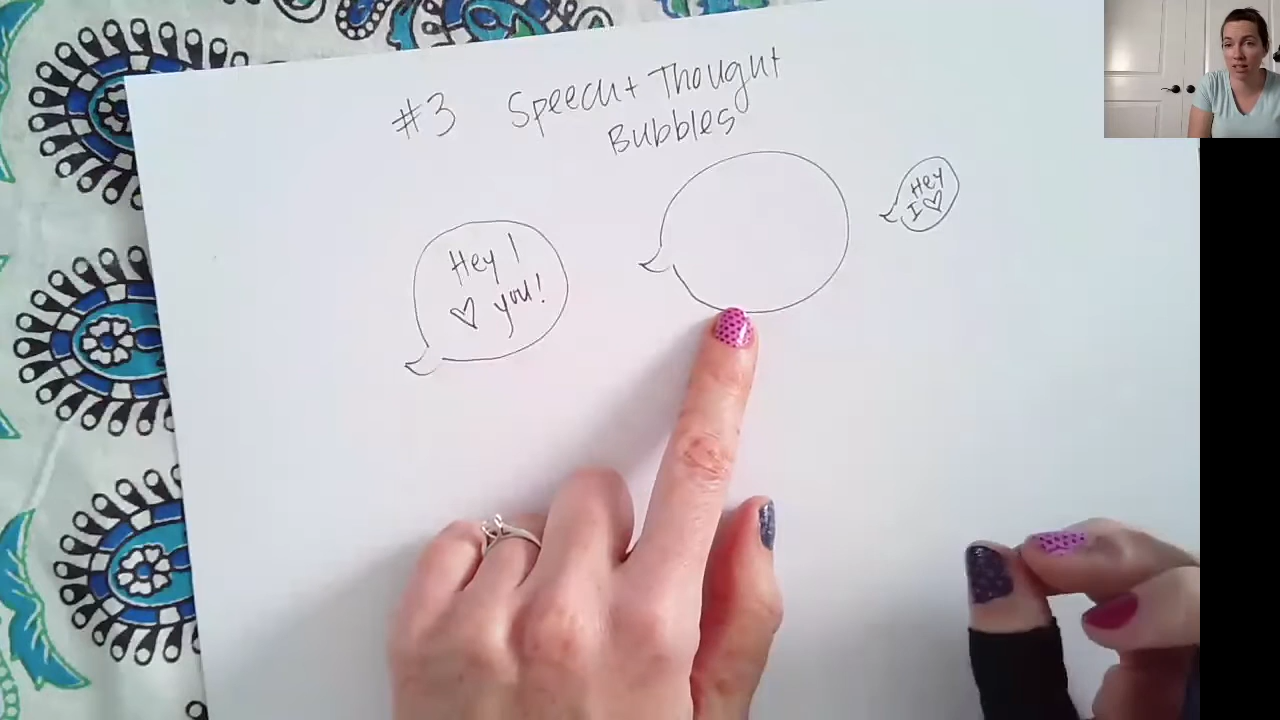 #3 Speech + Thought
Bubbles
Hey I
♡ you!
Hey
I ♡